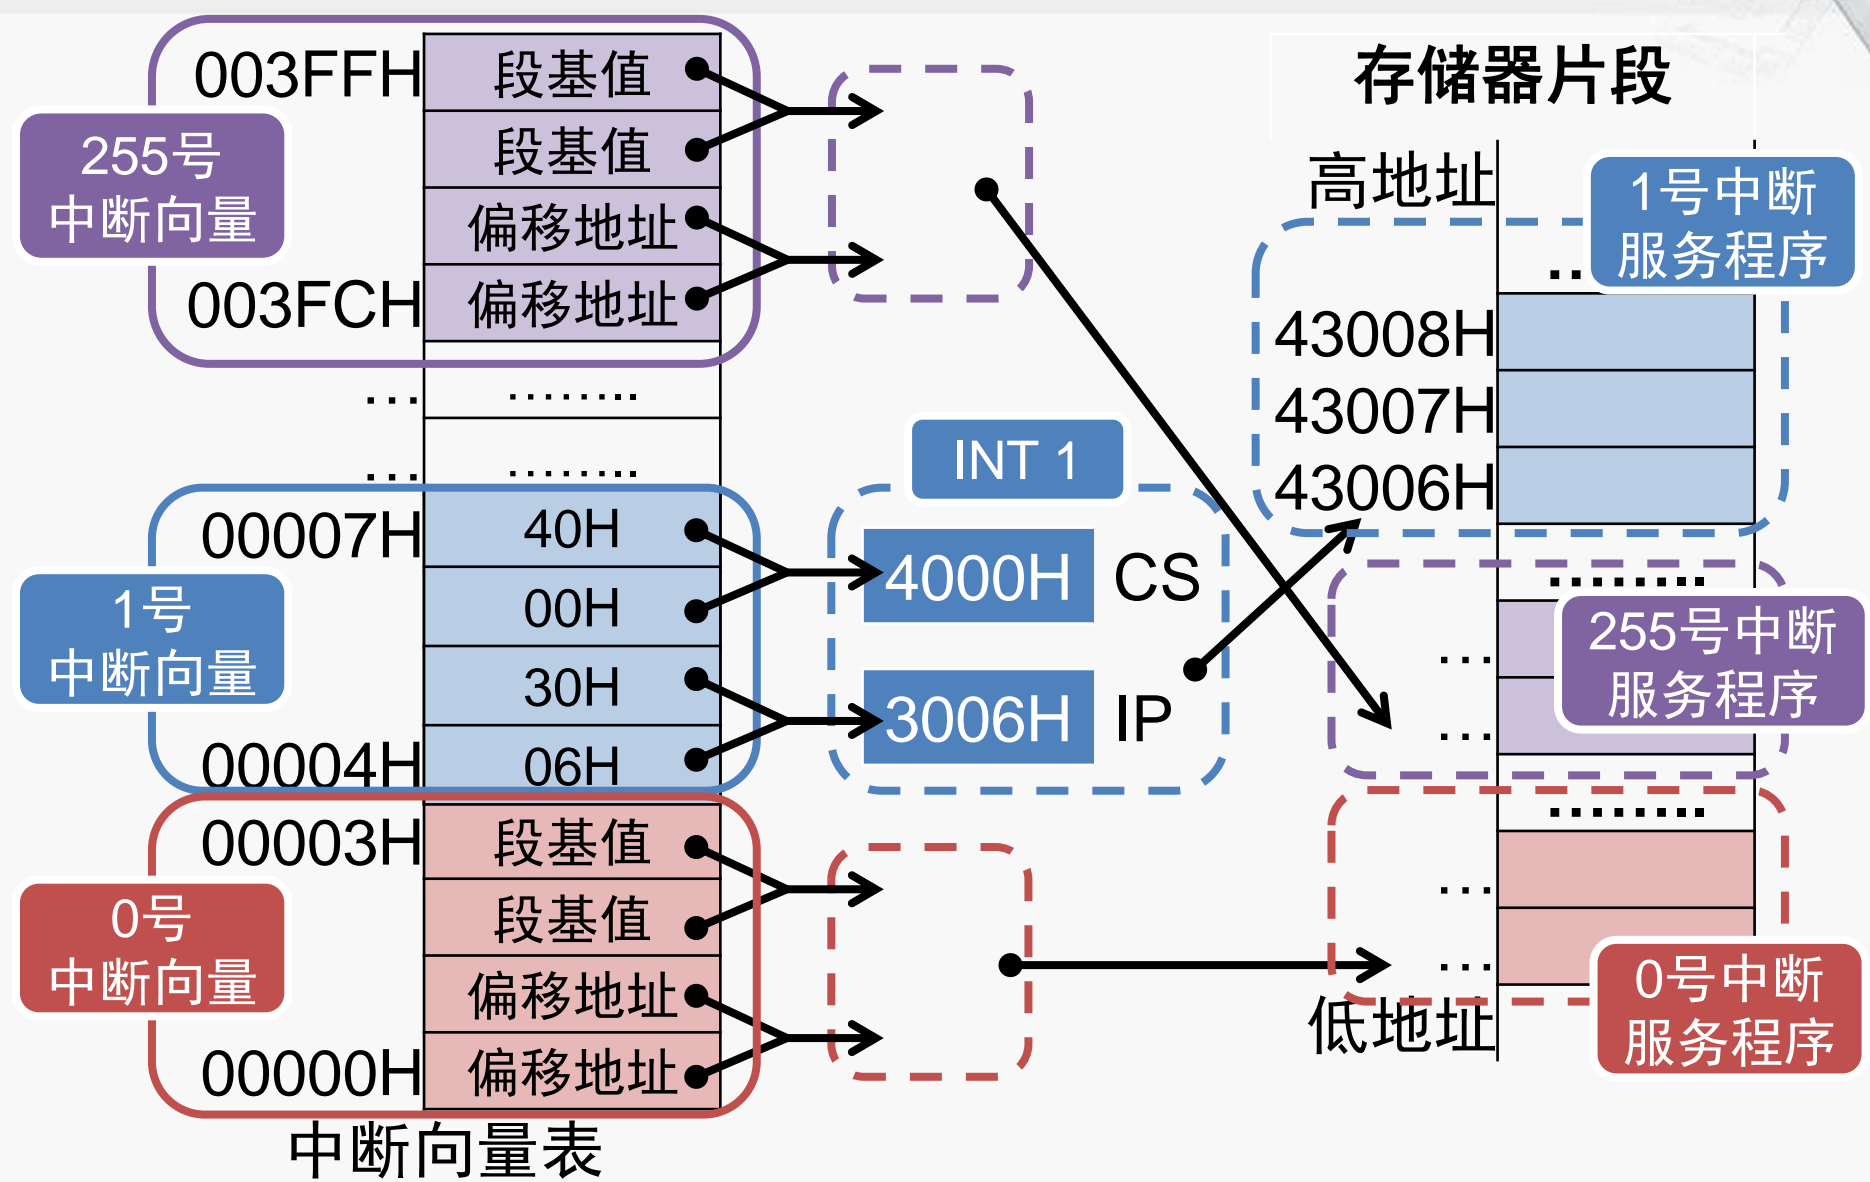 003FFH
段基值
段基值
偏移地址
003FCH
偏移地址
255号
中断向量
…
……..
…
……..
00007H
40H
00H
30H
00004H
06H
1号
中断向量
00003H
段基值
段基值
偏移地址
00000H
偏移地址
0号
中断向量
中断向量表
INT 1
4000H
CS
3006H
IP
存储器片段
高地址
..
1号中断
服务程序
43008H
43007H
43006H
……..
…
…
255号中断
服务程序
……..
…
…
低地址
0号中断
服务程序